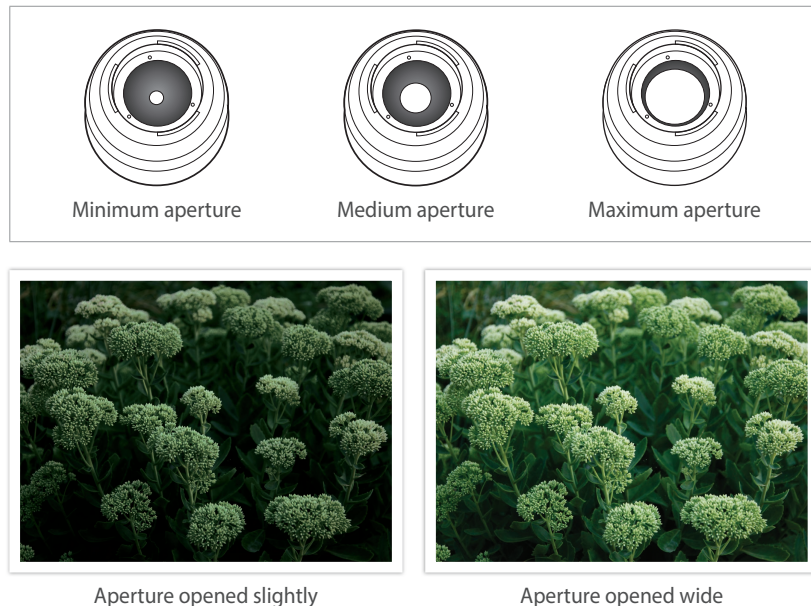 Minimum aperture
Medium aperture
Maximum aperture
Aperture opened slightly
Aperture opened wide